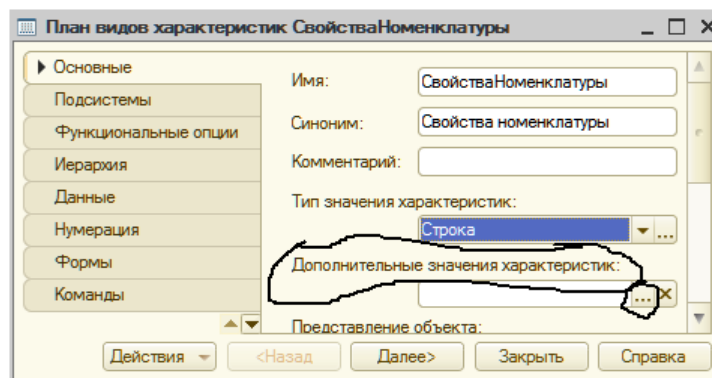 План видов характеристик СвойстваНоменклатуры
Основные
Подсистемы
Функциональные опции
Иерархия
Данные
Нумерация
Формы
Команды
Имя: СвойстваНоменклатуры
Синоним: Свойства номенклатуры
Комментарий:
Тип значения характеристик:
Строка
Дополнительные значения характеристик:
Представление объекта:
Действия <Назад Далее> Закрыть Справка